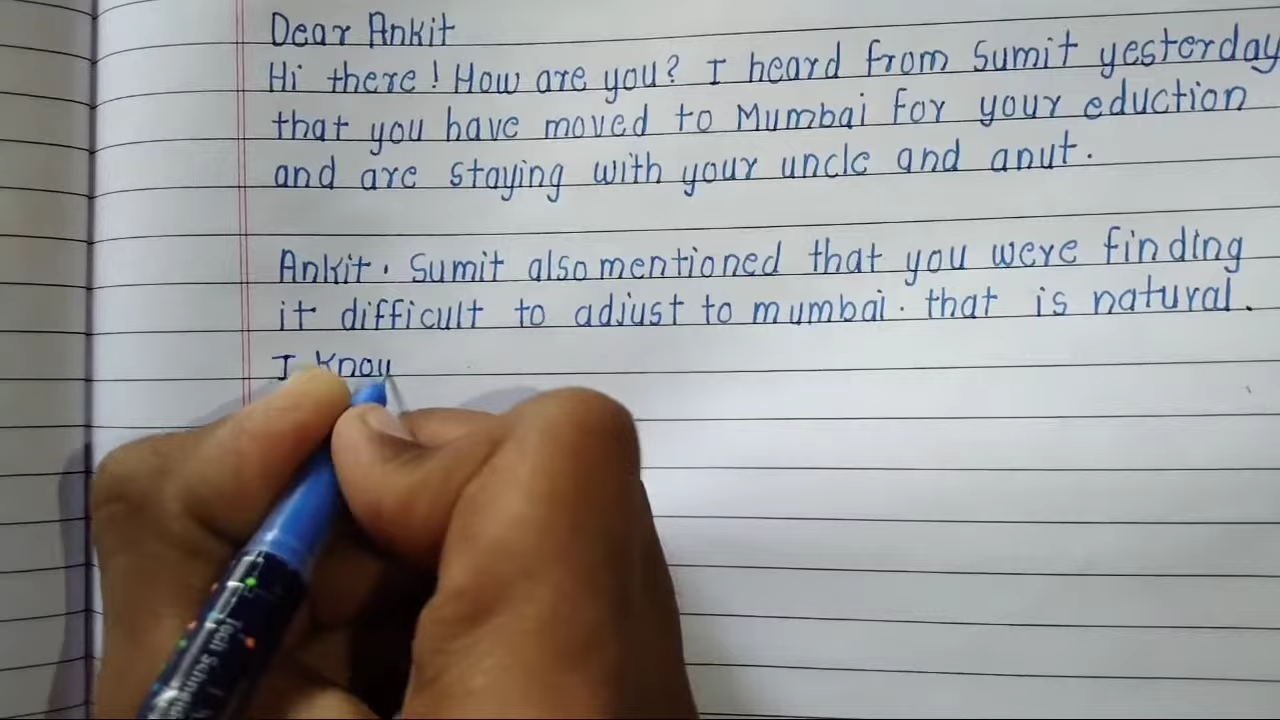 Dear Ankit
Hi there! How are you? I heard from Sumit yesterday
that you have moved to Mumbai for your eduction
and are staying with your uncle and anut.
Ankit. Sumit also mentioned that you were finding
it difficult to adjust to mumbai. that is natural.
I know